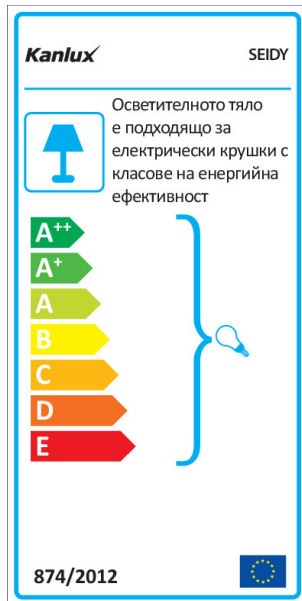 Kanlux SEIDY
Осветителното тяло
е подходящо за
електрически крушки с
класове на енергийна
ефективност
A++
A+
A
B
C
D
E
874/2012